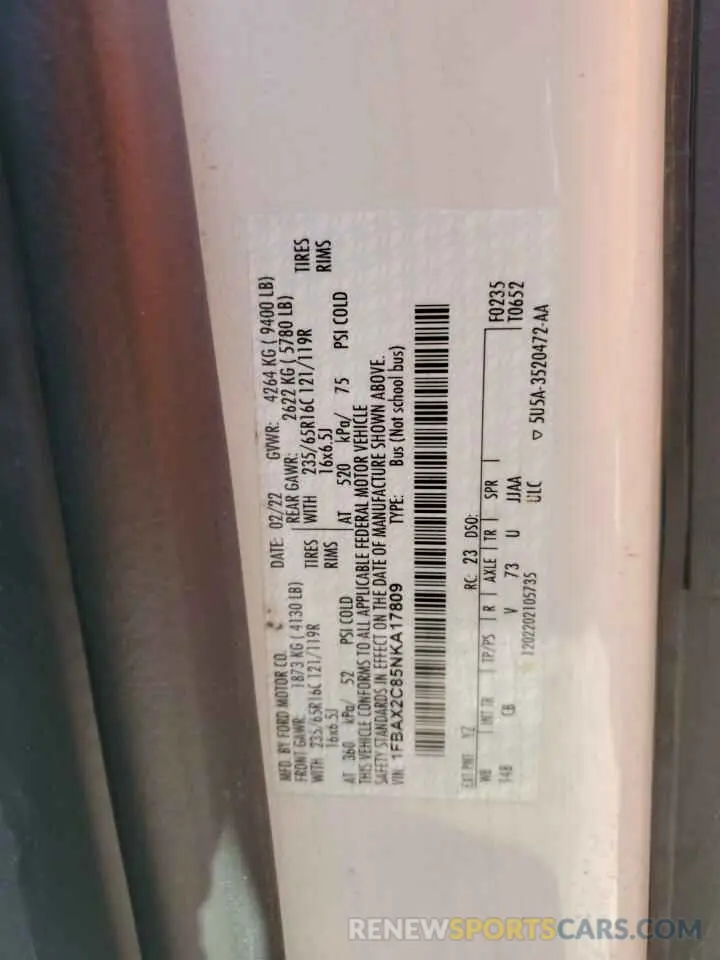 MFD. BY FORD MOTOR CO.
DATE: 02/22 GVWR: 4264 KG ( 9400 LB)
FRONT GAWR: 1873 KG ( 4130 LB) REAR GAWR: 2622 KG ( 5780 LB)
WITH 235/65R16C 121/119R TIRES WITH 235/65R16C 121/119R TIRES
16x6.5J RIMS 16x6.5J RIMS
AT 360 kPa/ 52 PSI COLD AT 520 kPa/ 75 PSI COLD
THIS VEHICLE CONFORMS TO ALL APPLICABLE FEDERAL MOTOR VEHICLE
SAFETY STANDARDS IN EFFECT ON THE DATE OF MANUFACTURE SHOWN ABOVE.
VIN: 1FBAX2C85NKA17809 TYPE: Bus (Not school bus)
EXT PNT YZ RC: 23 DSO: F0235
WB INT TR TP/PS R AXLE TR SPR T0652
148 CB V 73 U JJAA
1202202105735 ULC
▽ 5U5A-3520472-AA
RENEWSPORTSCARS.COM